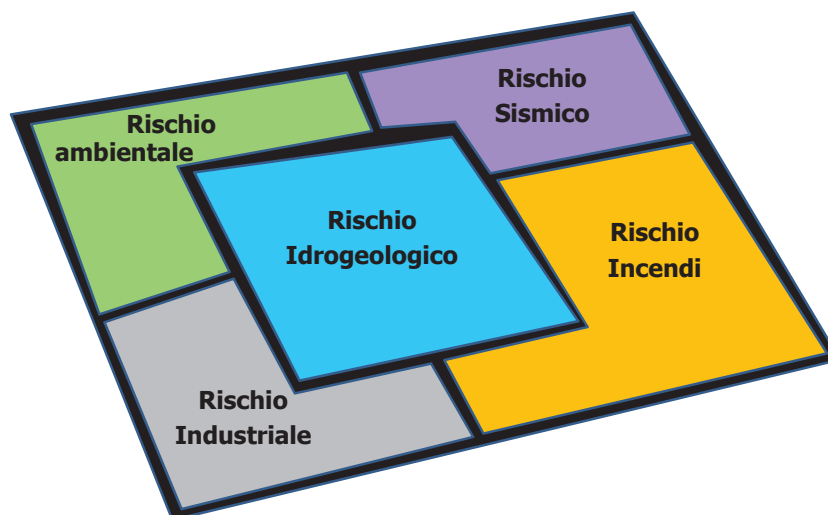 Rischio
ambientale
Rischio
Sismico
Rischio
Idrogeologico
Rischio
Incendi
Rischio
Industriale